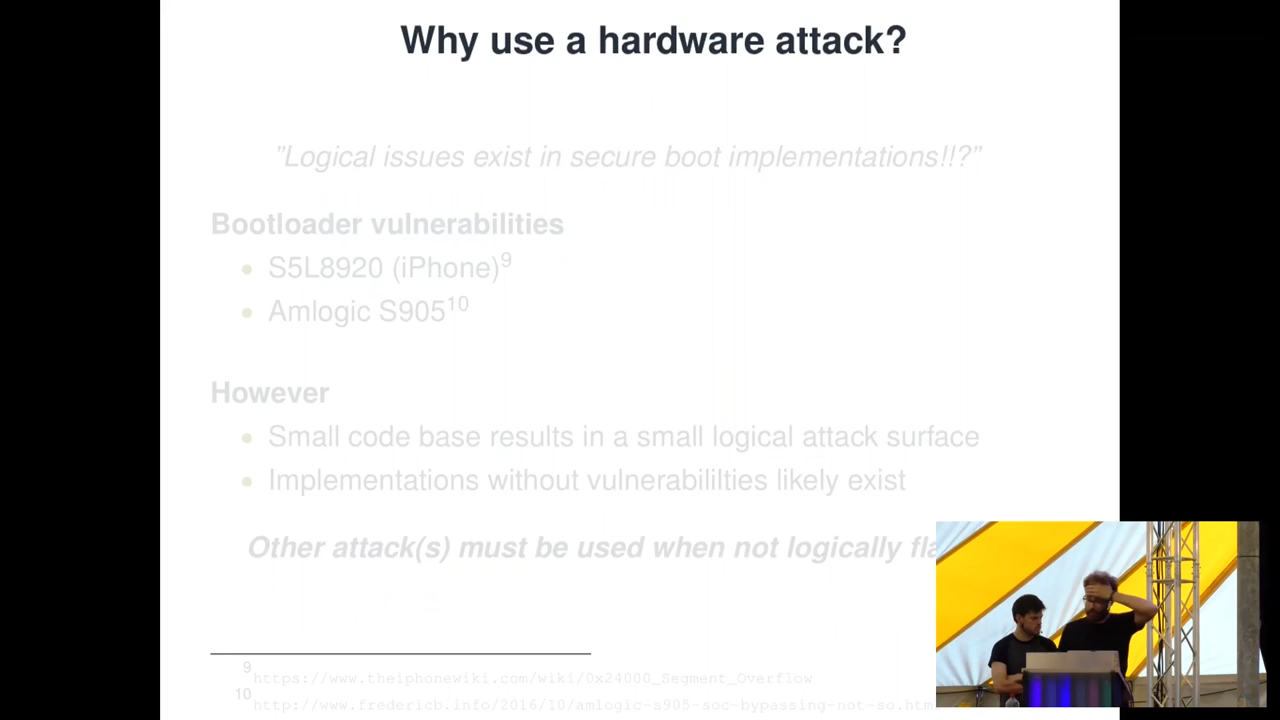 Why use a hardware attack?
"Logical issues exist in secure boot implementations!!?"
Bootloader vulnerabilities
S5L8920 (iPhone)9
Amlogic S90510
However
Small code base results in a small logical attack surface
Implementations without vulnerabililties likely exist
Other attack(s) must be used when not logically
9 https://www.theiphonewiki.com/wiki/0x24000_Segment_Overflow
10 http://www.fredericb.info/2016/10/amlogic-s905-soc-bypassing-not-so.htm